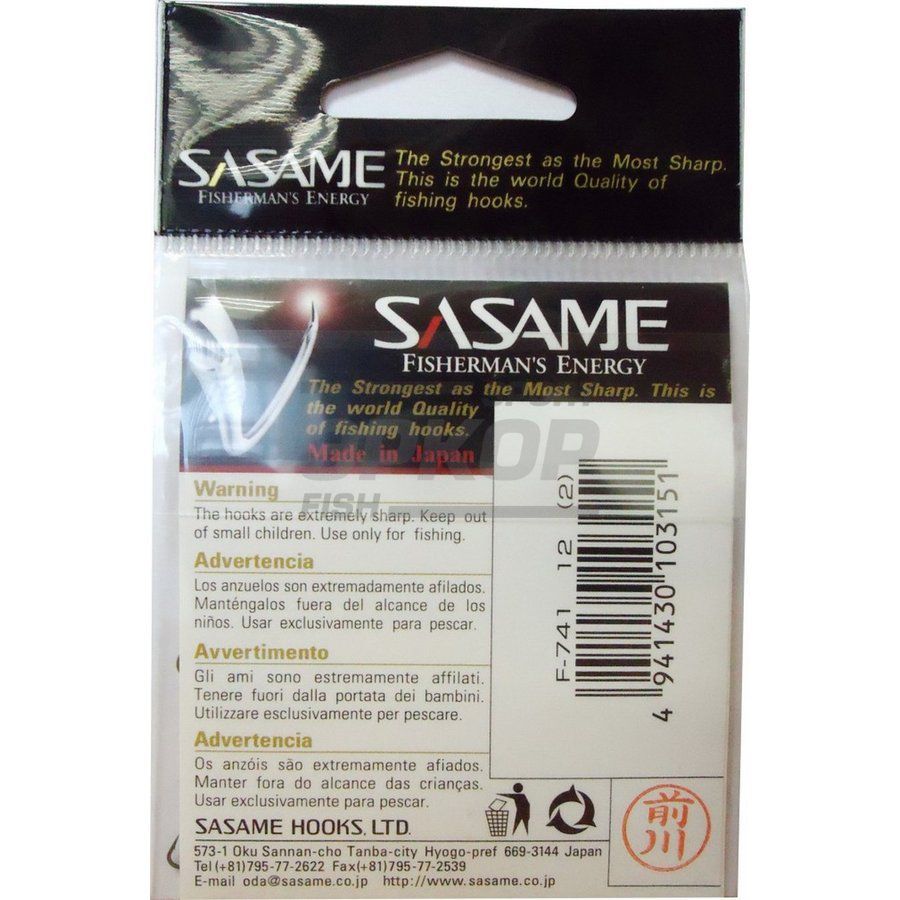 SASAME
FISHERMAN'S ENERGY
The Strongest as the Most Sharp.
This is the world Quality of
fishing hooks.
SASAME
FISHERMAN'S ENERGY
The Strongest as the Most Sharp. This is
the world Quality
of fishing hooks.
Made in Japan
FISH
Warning
The hooks are extremely sharp. Keep out
of small children. Use only for fishing.
Advertencia
Los anzuelos son extremadamente afilados.
Manténgalos fuera del alcance de los
niños. Usar exclusivamente para pescar.
Avvertimento
Gli ami sono estremamente affilati.
Tenere fuori dalla portata dei bambini.
Utilizzare esclusivamente per pescare.
Advertencia
Os anzóis são extremamente afiados.
Manter fora do alcance das crianças.
Usar exclusivamente para pescar.
F-741 12 (2)
4 941430 103151
SASAME HOOKS, LTD.
573-1 Oku Sannan-cho Tanba-city Hyogo-pref 669-3144 Japan
Tel(+81)795-77-2622 Fax(+81)795-77-2539
E-mail oda@sasame.co.jp http://www.sasame.co.jp
前川